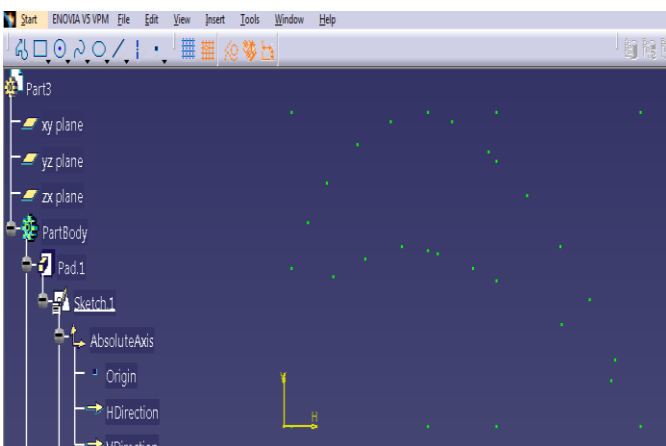 Start ENOVIA V5 VPM File Edit View Insert Tools Window Help
Part3
xy plane
yz plane
zx plane
PartBody
Pad.1
Sketch.1
AbsoluteAxis
Origin
HDirection
VDirection
V
H